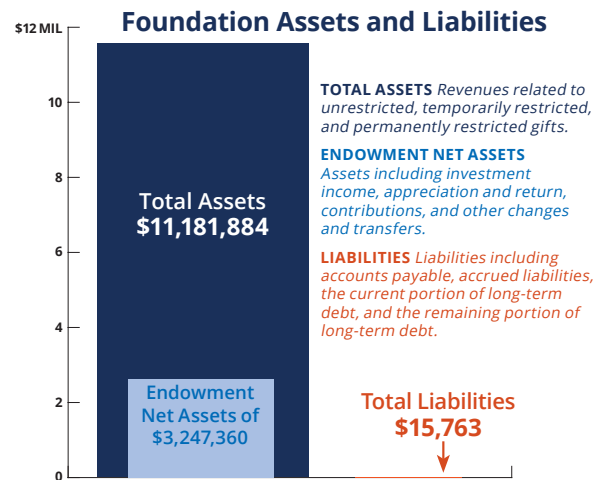 Foundation Assets and Liabilities
$12 MIL
10
8
6
4
2
0
Total Assets
$11,181,884
Endowment
Net Assets of
$3,247,360
TOTAL ASSETS Revenues related to
unrestricted, temporarily restricted,
and permanently restricted gifts.
ENDOWMENT NET ASSETS
Assets including investment
income, appreciation and return,
contributions, and other changes
and transfers.
LIABILITIES Liabilities including
accounts payable, accrued liabilities,
the current portion of long-term
debt, and the remaining portion of
long-term debt.
Total Liabilities
$15,763